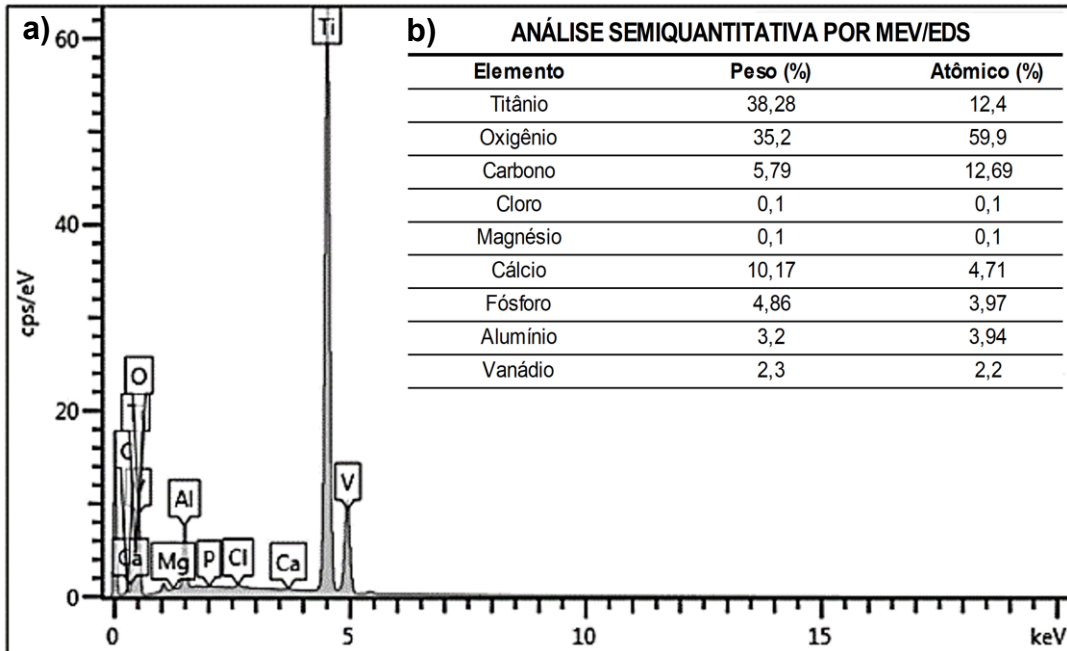 a)
b) ANÁLISE SEMIQUANTITATIVA POR MEV/EDS
Elemento Peso (%) Atômico (%)
Titânio 38,28 12,4
Oxigênio 35,2 59,9
Carbono 5,79 12,69
Cloro 0,1 0,1
Magnésio 0,1 0,1
Cálcio 10,17 4,71
Fósforo 4,86 3,97
Alumínio 3,2 3,94
Vanádio 2,3 2,2
cps/eV
60
40
20
0
Ti
O
Al
V
Mg
P
Cl
Ca
0 5 10 15 keV